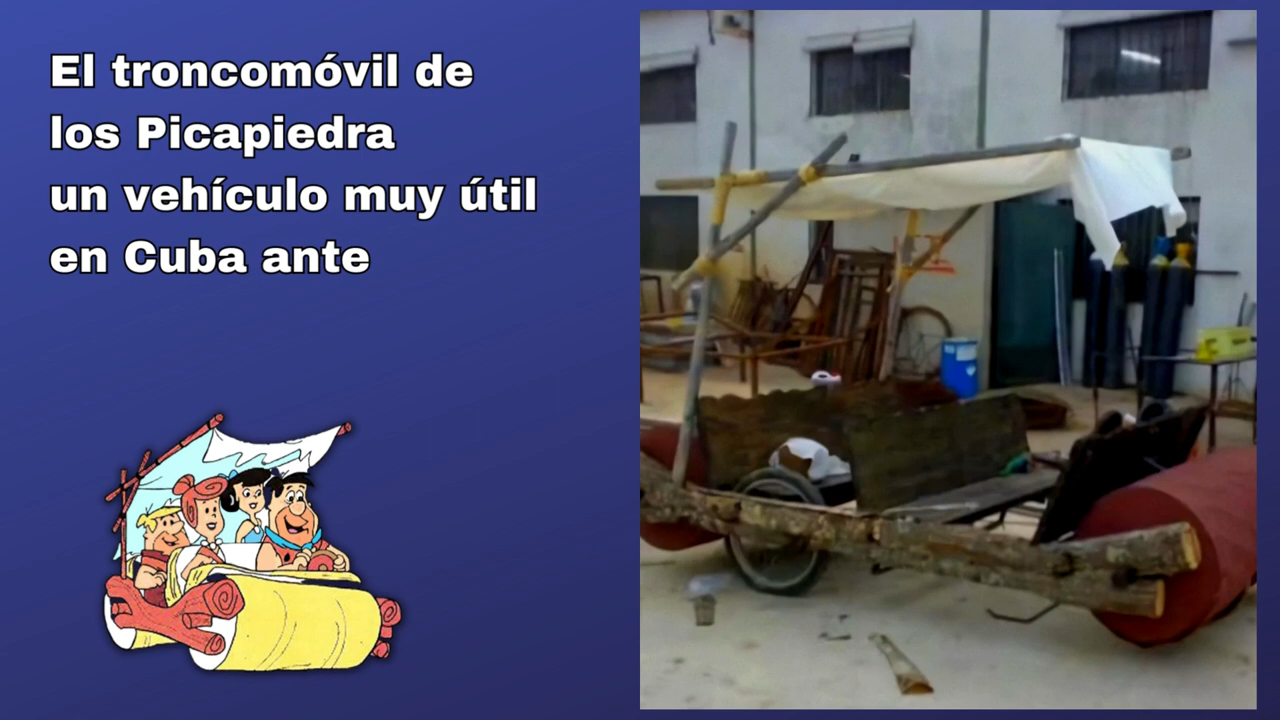 El troncomóvil de
los Picapiedra
un vehículo muy útil
en Cuba ante